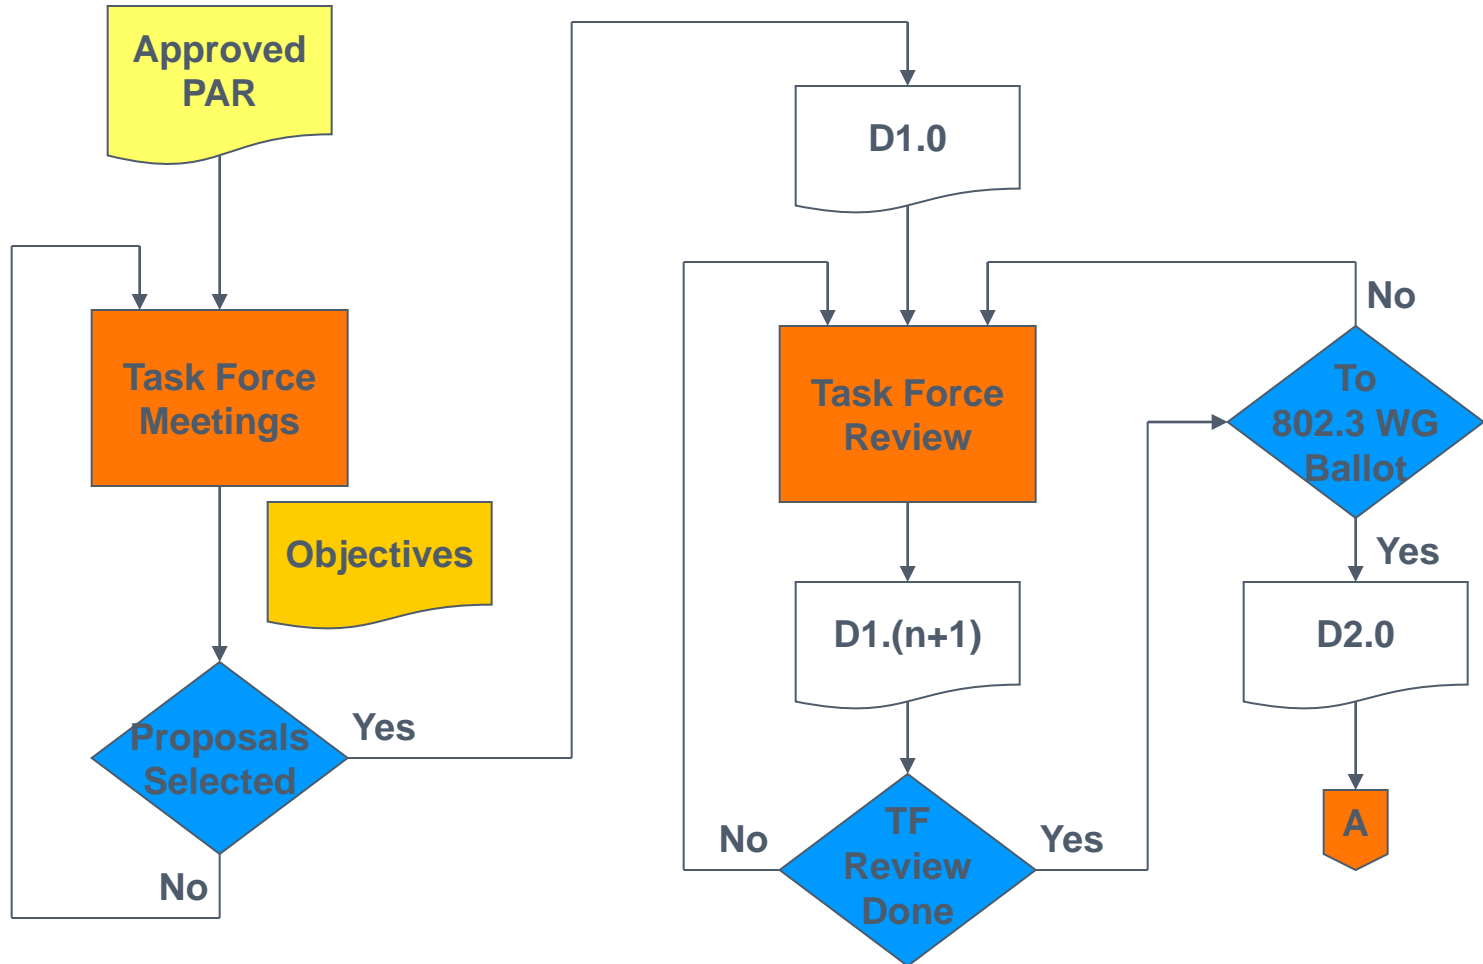 Approved
PAR
Task Force
Meetings
Objectives
Proposals
Selected
Yes
No
D1.0
Task Force
Review
D1.(n+1)
TF
Review
Done
No
Yes
To
802.3 WG
Ballot
No
Yes
D2.0
A